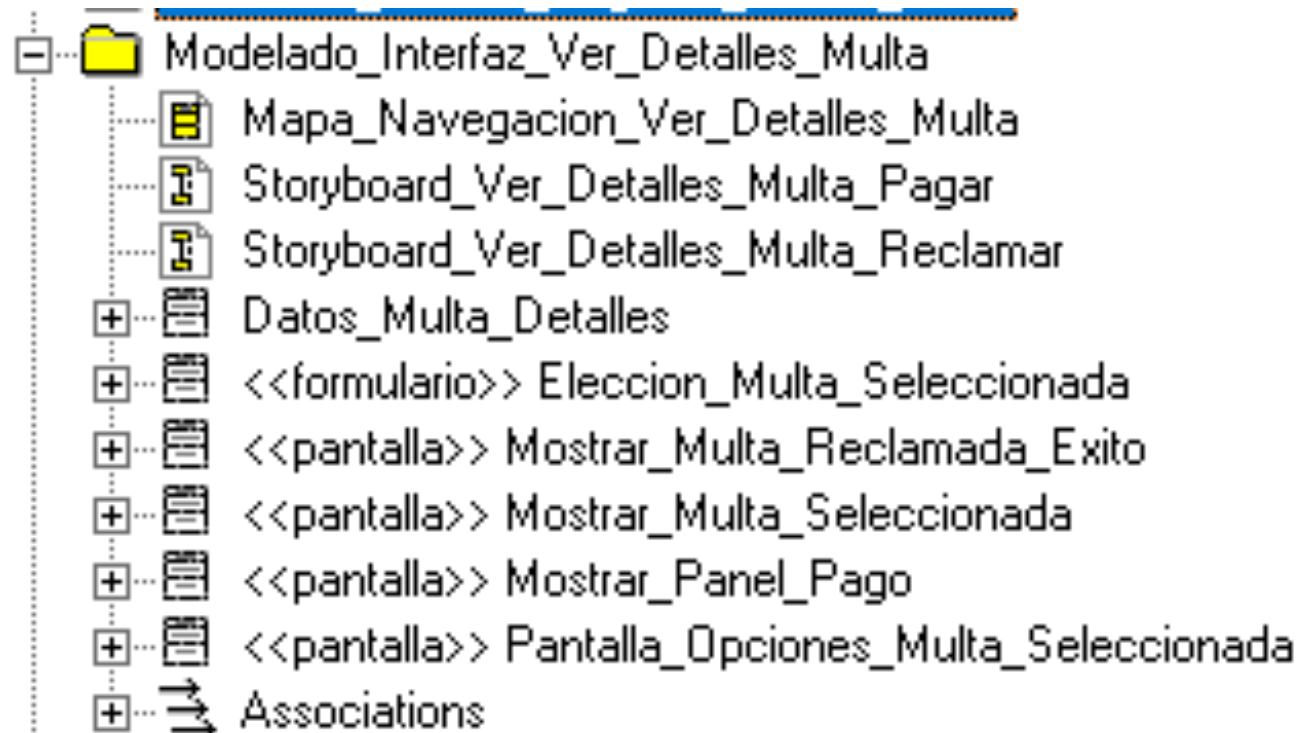 Modelado_Interfaz_Ver_Detalles_Multa
Mapa_Navegacion_Ver_Detalles_Multa
Storyboard_Ver_Detalles_Multa_Pagar
Storyboard_Ver_Detalles_Multa_Reclamar
Datos_Multa_Detalles
<<formulario>> Eleccion_Multa_Seleccionada
<<pantalla>> Mostrar_Multa_Reclamada_Exito
<<pantalla>> Mostrar_Multa_Seleccionada
<<pantalla>> Mostrar_Panel_Pago
<<pantalla>> Pantalla_Opciones_Multa_Seleccionada
Associations